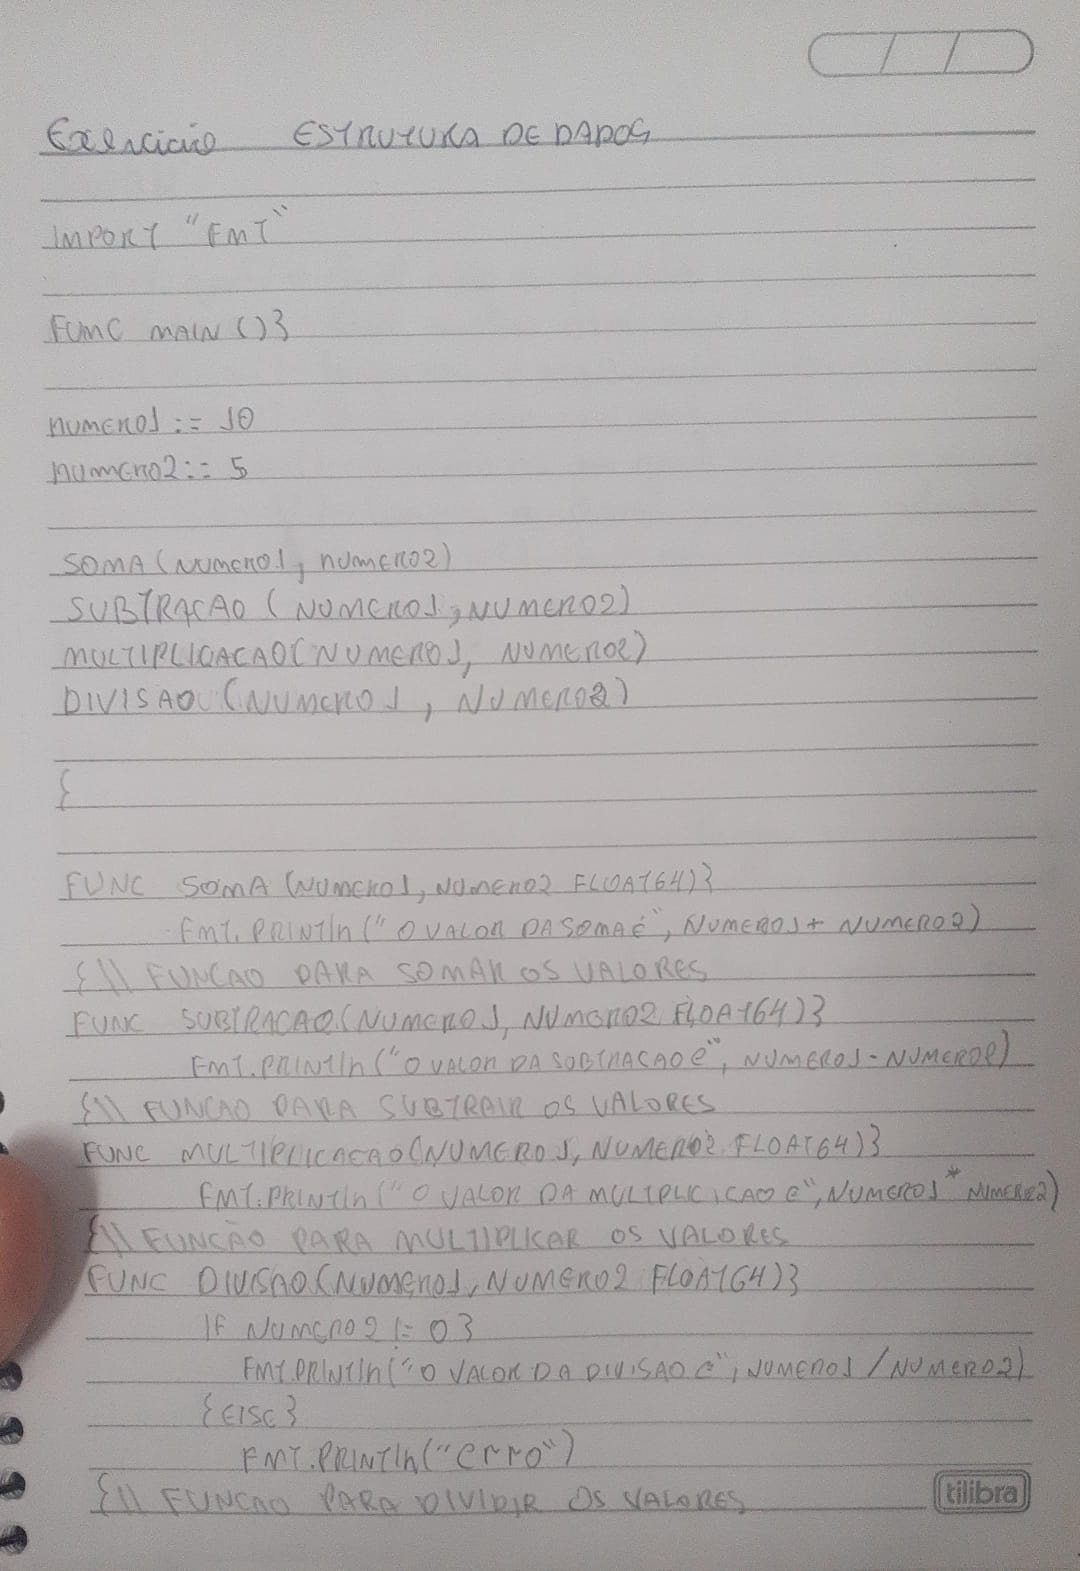 Exercicio ESTRUTURA DE DADOS
IMPORT "FMT"
FUNC MAIN ()}
numero1 := 10
numero2 := 5
SOMA (Numero1, numero2)
SUBTRACAO (NUMERO1, NUMERO2)
MULTIPLICACAO(NUMERO1, NUMERO2)
DIVISAO (NUMERO1, NUMERO2)
{
FUNC SOMA (NUMERO1, NUMERO2 FLOAT64)}
FMT.PRINTln ("O VALOR DA SOMA É", NUMERO1 + NUMERO2)
{\\ FUNCAO PARA SOMAR OS VALORES
FUNC SUBTRACAO (NUMERO1, NUMERO2 FLOAT64)}
FMT.PRINTln ("O VALOR DA SUBTRACAO e", NUMERO1 - NUMERO2)
{\\ FUNCAO PARA SUBTRAIR OS VALORES
FUNC MULTIPLICACAO(NUMERO1, NUMERO2 FLOAT64)}
FMT.PRINTln ("O VALOR DA MULTPLICICAO e", NUMERO1 * NUMERO2)
{\\ FUNCÃO PARA MULTIPLICAR OS VALORES
FUNC DIVISAO(NUMERO1, NUMERO2 FLOAT64)}
IF NUMERO2 != 0 }
FMT.PRINTln ("O VALOR DA DIVISAO e", NUMERO1 / NUMERO2)
{ElSe}
FMT.PRINTln("erro")
{\\ FUNCAO PARA DIVIDIR OS VALORES
tilibra